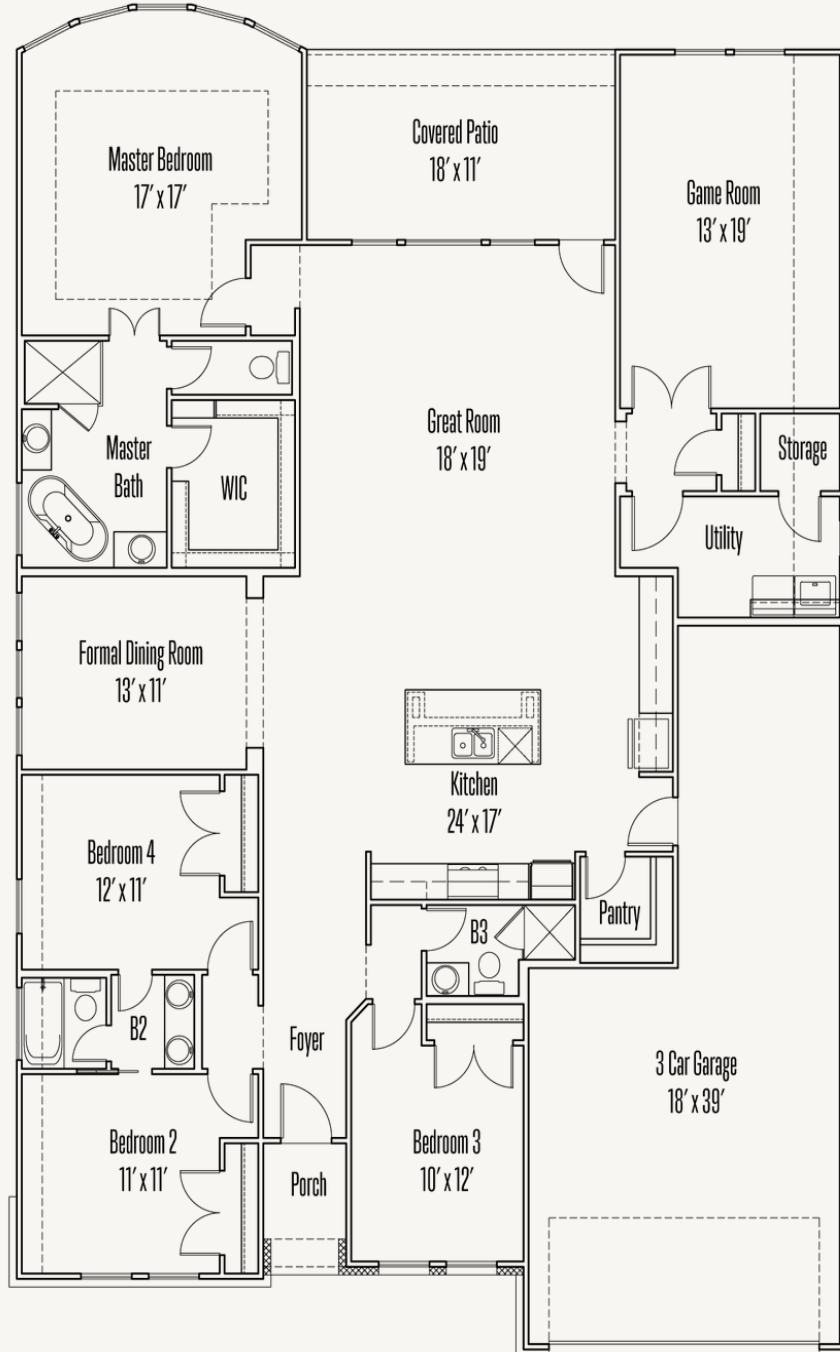 Master Bedroom
17' x 17'
Covered Patio
18' x 11'
Game Room
13' x 19'
Great Room
18' x 19'
Master
Bath
WIC
Storage
Utility
Formal Dining Room
13' x 11'
Kitchen
24' x 17'
Bedroom 4
12' x 11'
Pantry
B3
B2
Foyer
3 Car Garage
18' x 39'
Bedroom 2
11' x 11'
Bedroom 3
10' x 12'
Porch